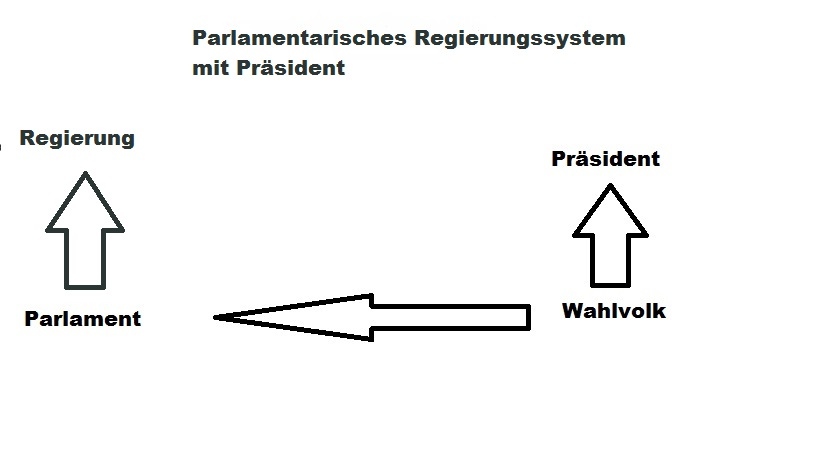 Parlamentarisches Regierungssystem
mit Präsident
Regierung
Präsident
Parlament
Wahlvolk